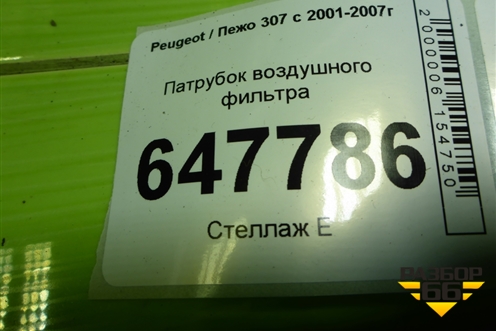 Peugeot / Пежо 307 с 2001-2007г
Патрубок воздушного
фильтра
647786
Стеллаж Е
2000006154750
РАЗБОР
66